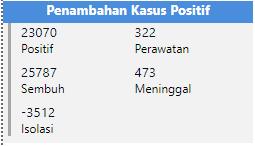 Penambahan Kasus Positif
23070 322
Positif Perawatan
25787 473
Sembuh Meninggal
-3512
Isolasi